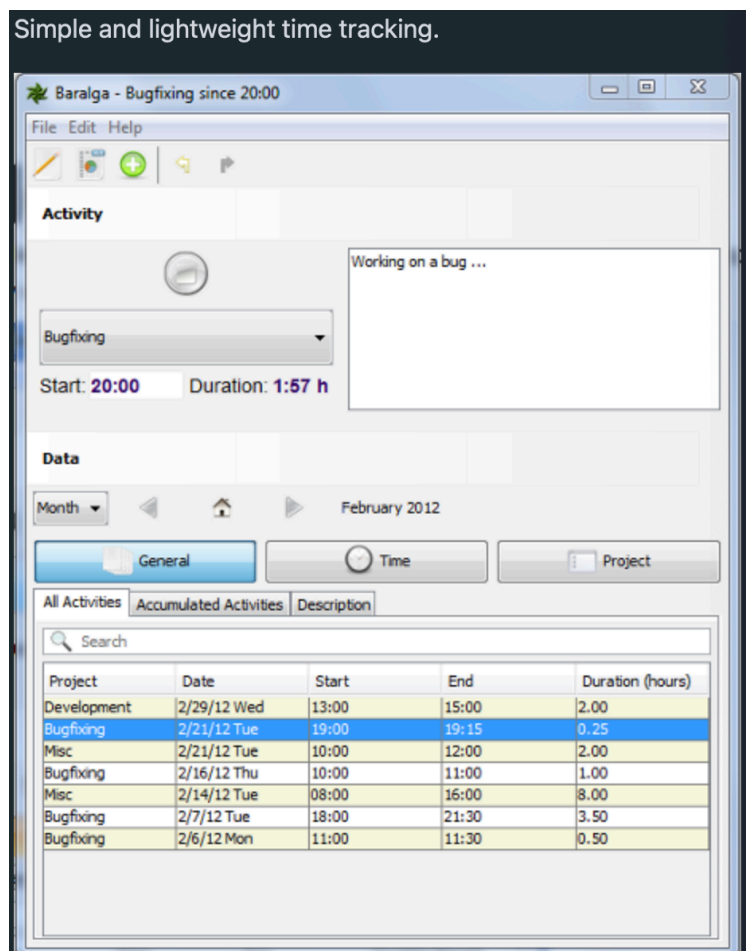 Simple and lightweight time tracking.
Baralga - Bugfixing since 20:00
File Edit Help
Activity
Working on a bug ...
Bugfixing
Start: 20:00 Duration: 1:57 h
Data
Month February 2012
General Time Project
All Activities Accumulated Activities Description
Search
Project Date Start End Duration (hours)
Development 2/29/12 Wed 13:00 15:00 2.00
Bugfixing 2/21/12 Tue 19:00 19:15 0.25
Misc 2/21/12 Tue 10:00 12:00 2.00
Bugfixing 2/16/12 Thu 10:00 11:00 1.00
Misc 2/14/12 Tue 08:00 16:00 8.00
Bugfixing 2/7/12 Tue 18:00 21:30 3.50
Bugfixing 2/6/12 Mon 11:00 11:30 0.50